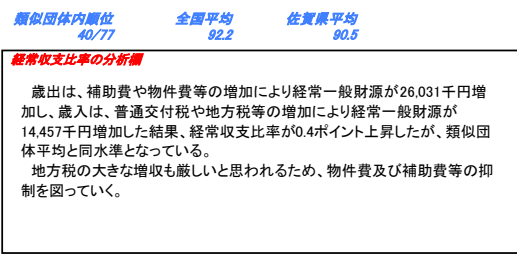 類似団体内順位 全国平均 佐賀県平均
40/77 92.2 90.5
経常収支比率の分析欄
歳出は、補助費や物件費等の増加により経常一般財源が26,031千円増
加し、歳入は、普通交付税や地方税等の増加により経常一般財源が
14,457千円増加した結果、経常収支比率が0.4ポイント上昇したが、類似団
体平均と同水準となっている。
地方税の大きな増収も厳しいと思われるため、物件費及び補助費等の抑
制を図っていく。